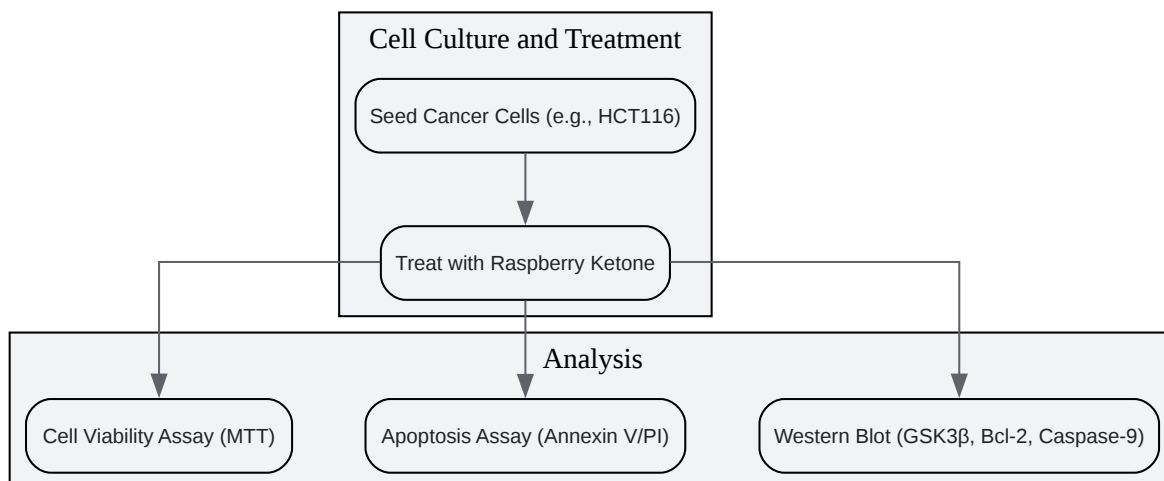 Cell Culture and Treatment
Seed Cancer Cells (e.g., HCT116)
Treat with Raspberry Ketone
Analysis
Cell Viability Assay (MTT)
Apoptosis Assay (Annexin V/PI)
Western Blot (GSK3β, Bcl-2, Caspase-9)